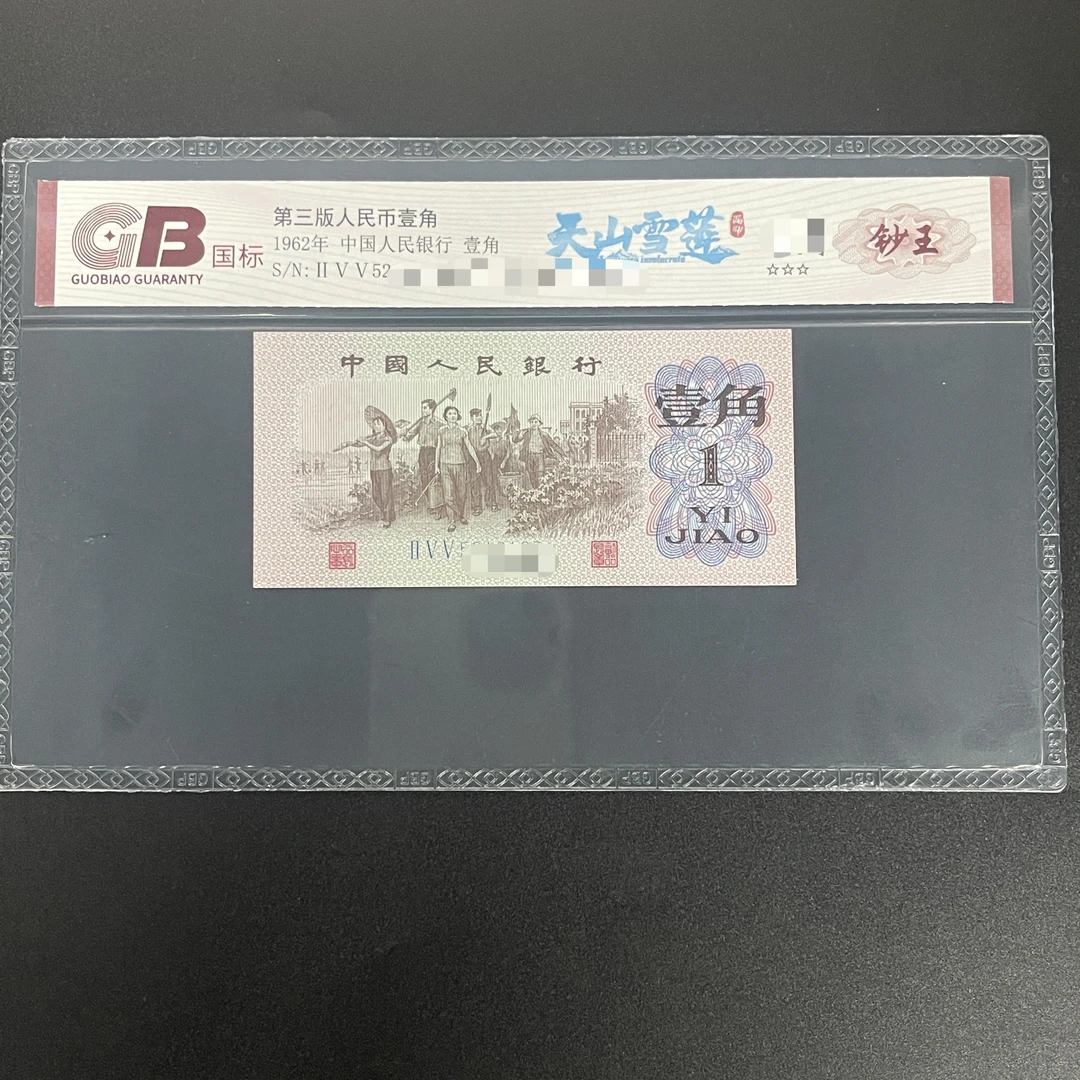 GB 国标
GUOBIAO GUARANTY
第三版人民币壹角
1962年 中国人民银行 壹角
S/N: II V V 52
天山雪莲
☆☆☆
钞王
中國人民銀行
壹角
1
YI
JIAO
II V V 5